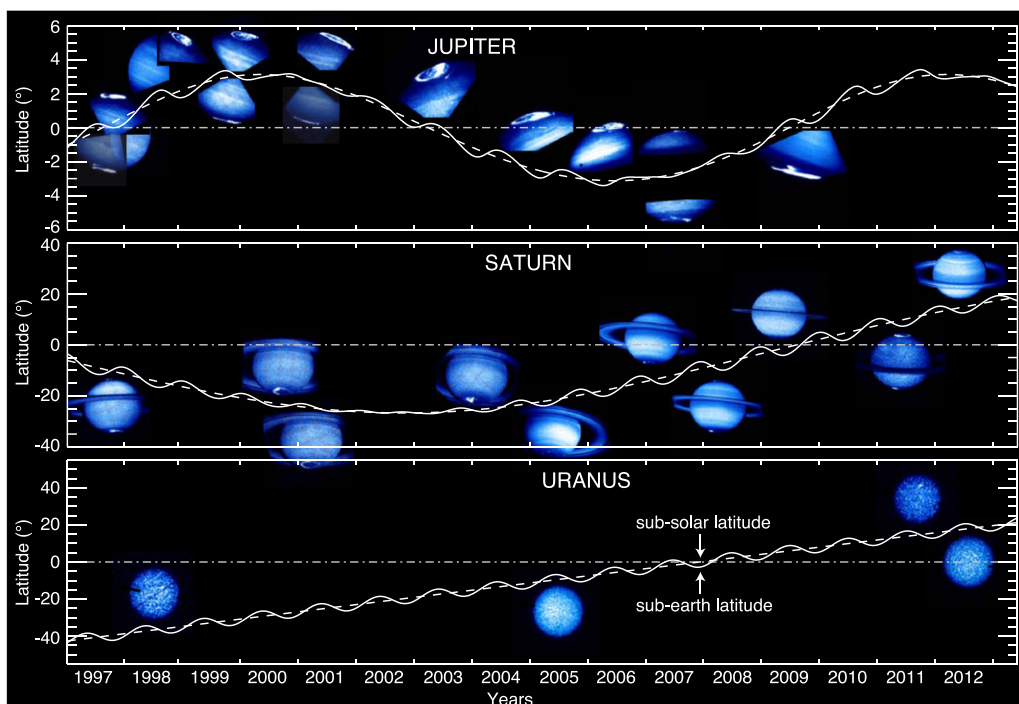 JUPITER
Latitude (°)
6
4
2
0
-2
-4
-6
SATURN
Latitude (°)
40
20
0
-20
-40
URANUS
Latitude (°)
40
20
0
-20
-40
sub-solar latitude
sub-earth latitude
1997 1998 1999 2000 2001 2002 2003 2004 2005 2006 2007 2008 2009 2010 2011 2012
Years